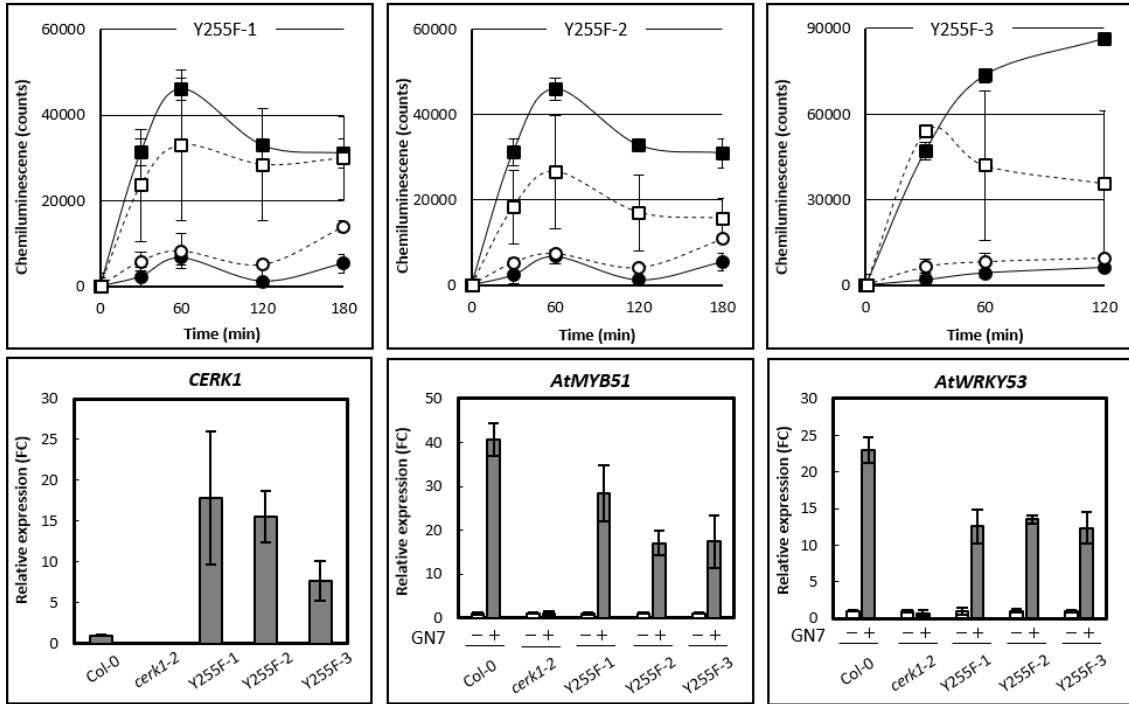 Y255F-1
Chemiluminescene (counts)
60000
40000
20000
0
0 60 120 180
Time (min)
Y255F-2
Chemiluminescene (counts)
60000
40000
20000
0
0 60 120 180
Time (min)
Y255F-3
Chemiluminescene (counts)
90000
60000
30000
0
0 60 120
Time (min)
CERK1
Relative expression (FC)
30
25
20
15
10
5
0
Col-0 cerk1-2 Y255F-1 Y255F-2 Y255F-3
AtMYB51
Relative expression (FC)
50
40
30
20
10
0
GN7 − + − + − + − + − +
Col-0 cerk1-2 Y255F-1 Y255F-2 Y255F-3
AtWRKY53
Relative expression (FC)
30
25
20
15
10
5
0
GN7 − + − + − + − + − +
Col-0 cerk1-2 Y255F-1 Y255F-2 Y255F-3